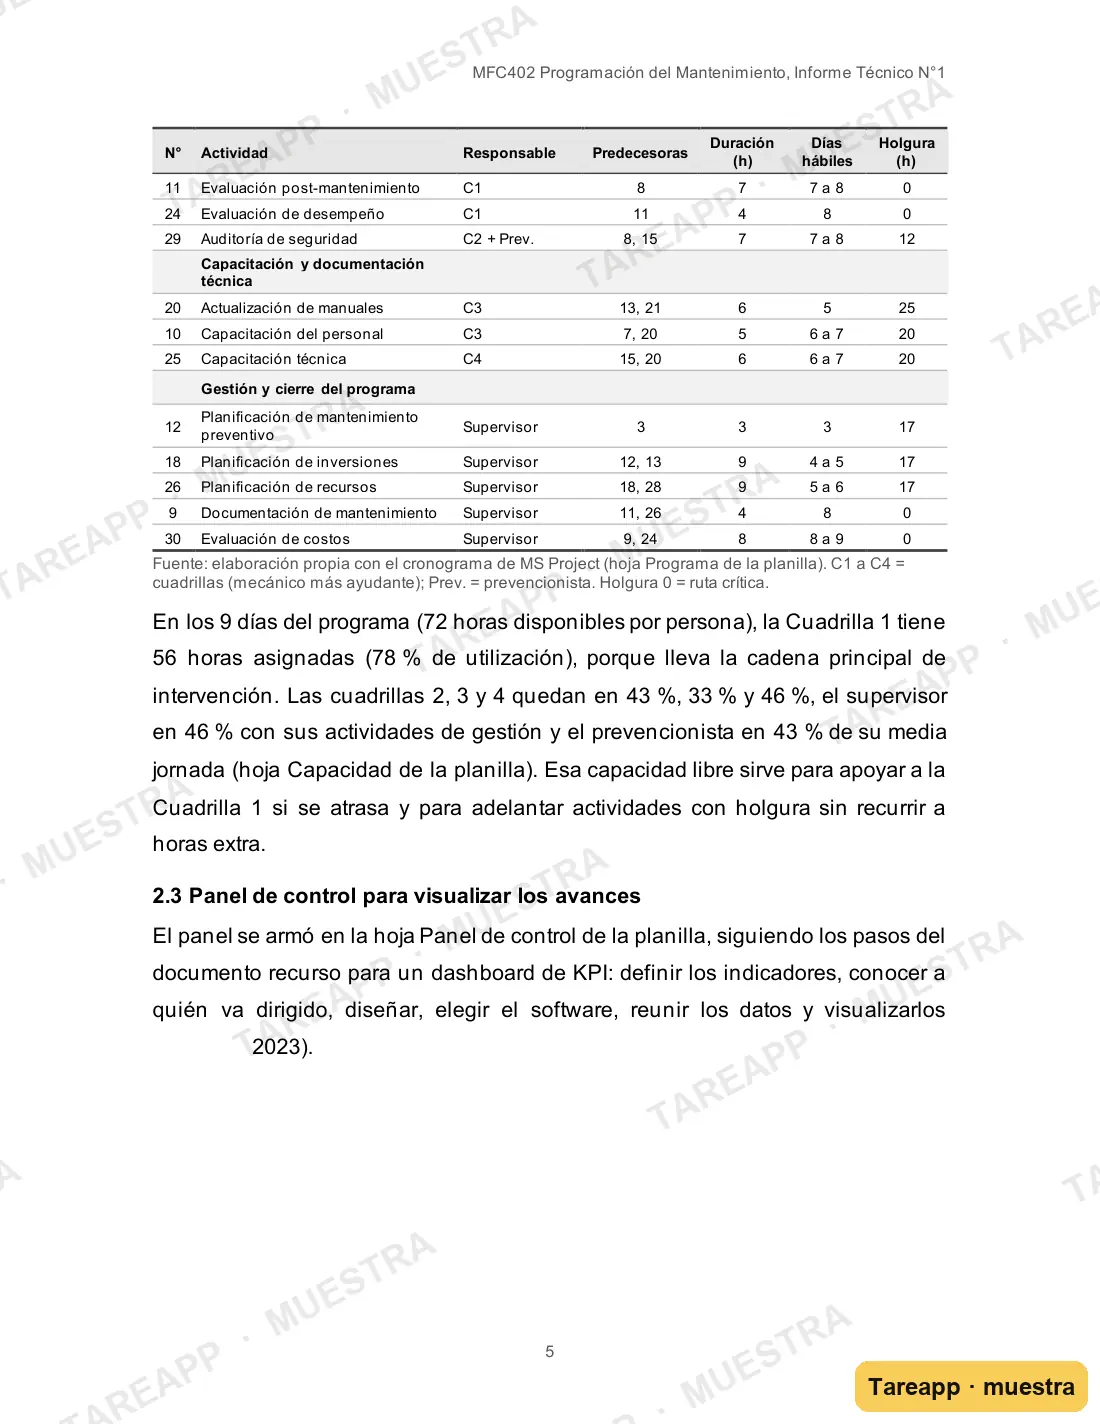 MFC402 Programación del Mantenimiento, Informe Técnico N°1
N° Actividad Responsable Predecesoras Duración (h) Días hábiles Holgura (h)
11 Evaluación post-mantenimiento C1 8 7 7 a 8 0
24 Evaluación de desempeño C1 11 4 8 0
29 Auditoría de seguridad C2 + Prev. 8, 15 7 7 a 8 12
Capacitación y documentación
técnica
20 Actualización de manuales C3 13, 21 6 5 25
10 Capacitación del personal C3 7, 20 5 6 a 7 20
25 Capacitación técnica C4 15, 20 6 6 a 7 20
Gestión y cierre del programa
12 Planificación de mantenimiento preventivo Supervisor 3 3 3 17
18 Planificación de inversiones Supervisor 12, 13 9 4 a 5 17
26 Planificación de recursos Supervisor 18, 28 9 5 a 6 17
9 Documentación de mantenimiento Supervisor 11, 26 4 8 0
30 Evaluación de costos Supervisor 9, 24 8 8 a 9 0
Fuente: elaboración propia con el cronograma de MS Project (hoja Programa de la planilla). C1 a C4 =
cuadrillas (mecánico más ayudante); Prev. = prevencionista. Holgura 0 = ruta crítica.
En los 9 días del programa (72 horas disponibles por persona), la Cuadrilla 1 tiene
56 horas asignadas (78 % de utilización), porque lleva la cadena principal de
intervención. Las cuadrillas 2, 3 y 4 quedan en 43 %, 33 % y 46 %, el supervisor
en 46 % con sus actividades de gestión y el prevencionista en 43 % de su media
jornada (hoja Capacidad de la planilla). Esa capacidad libre sirve para apoyar a la
Cuadrilla 1 si se atrasa y para adelantar actividades con holgura sin recurrir a
horas extra.
2.3 Panel de control para visualizar los avances
El panel se armó en la hoja Panel de control de la planilla, siguiendo los pasos del
documento recurso para un dashboard de KPI: definir los indicadores, conocer a
quién va dirigido, diseñar, elegir el software, reunir los datos y visualizarlos
2023).
5
Tareapp · muestra
TAREAPP · MUESTRA